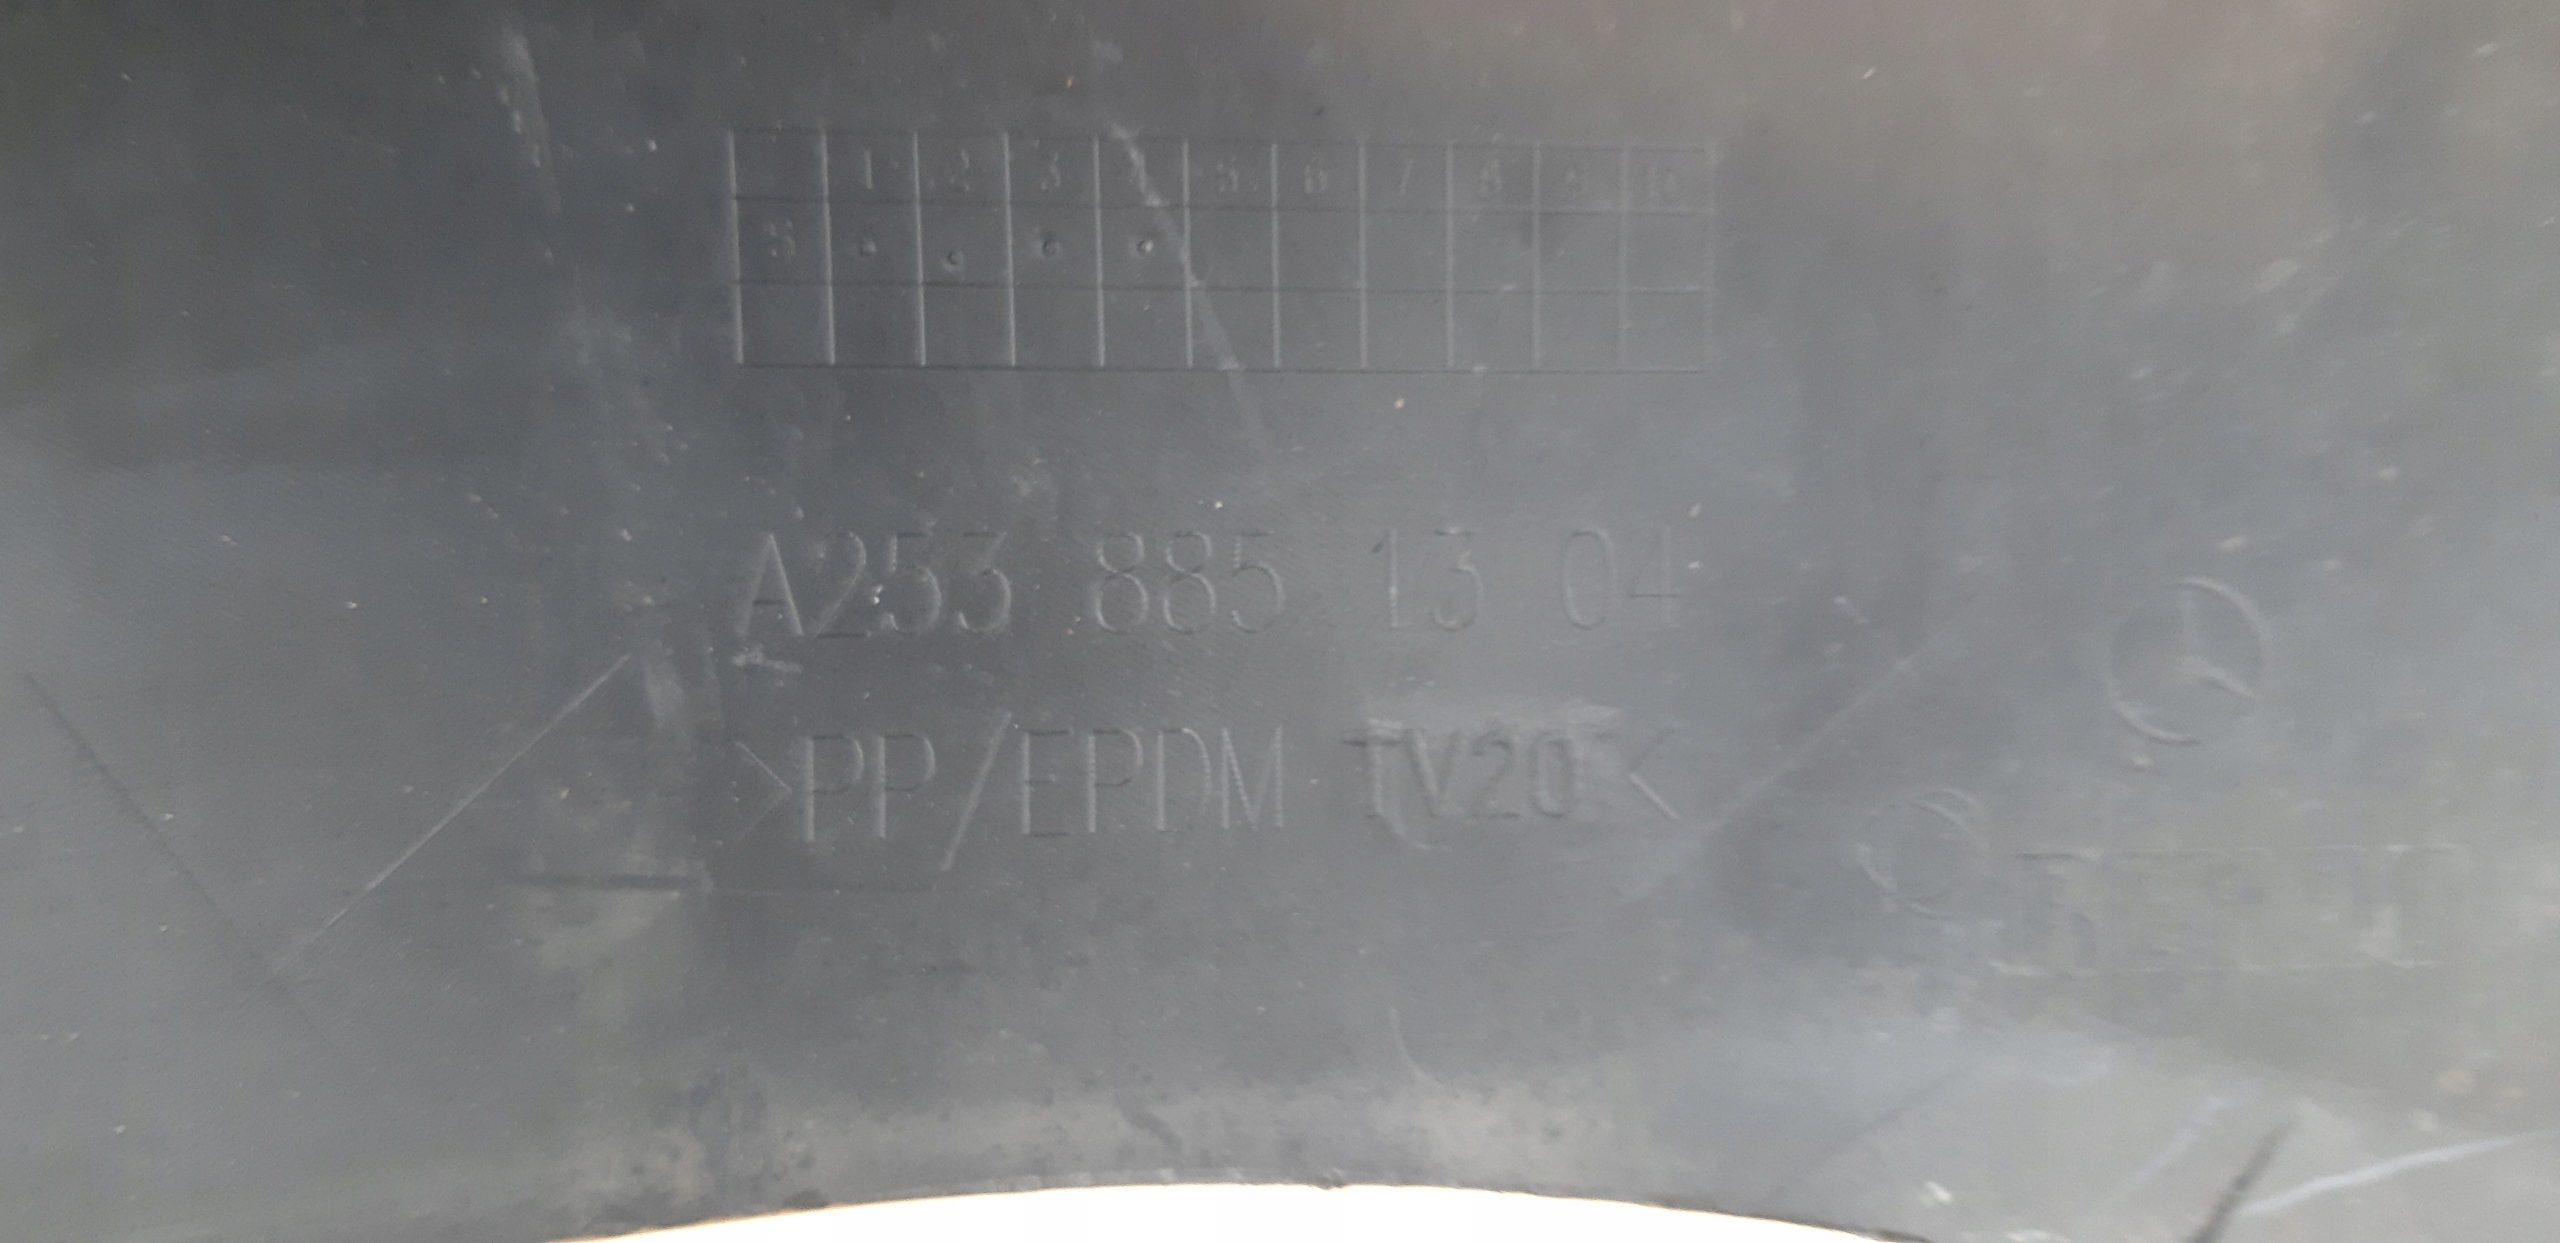 1 2 3 4 5 6 7 8 9 10
S
A253 885 13 04
>PP/EPDM TV20<